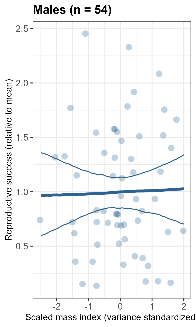 Males (n = 54)
Reproductive success (relative to mean)
2.5
2.0
1.5
1.0
0.5
-2 -1 0 1 2
Scaled mass index (variance standardized